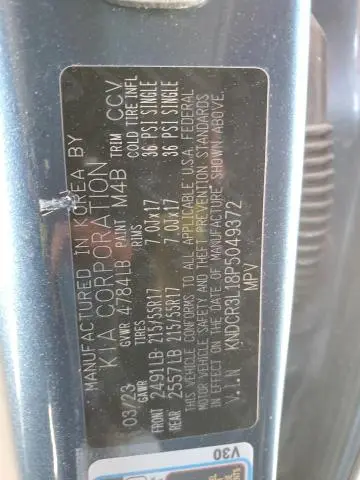 MANUFACTURED IN KOREA BY
KIA CORPORATION
03/23 GVWR 4784LB PAINT M4B TRIM CCV
GAWR TIRES RIMS COLD TIRE INFL
FRONT 2491LB 215/55R17 7.00x17 36 PSI SINGLE
REAR 2557LB 215/55R17 7.00x17 36 PSI SINGLE
THIS VEHICLE CONFORMS TO ALL APPLICABLE U.S.A. FEDERAL
MOTOR VEHICLE SAFETY AND THEFT PREVENTION STANDARDS
IN EFFECT ON THE DATE OF MANUFACTURE SHOWN ABOVE.
V.I.N KNDCR3L18P5049372
MPV
V30